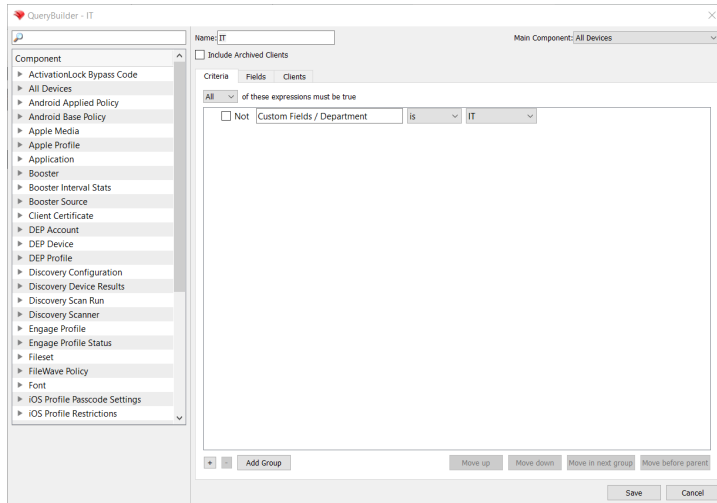 QueryBuilder - IT
Name: IT
Main Component: All Devices
Include Archived Clients
Component
ActivationLock Bypass Code
All Devices
Android Applied Policy
Android Base Policy
Apple Media
Apple Profile
Application
Booster
Booster Interval Stats
Booster Source
Client Certificate
DEP Account
DEP Device
DEP Profile
Discovery Configuration
Discovery Device Results
Discovery Scan Run
Discovery Scanner
Engage Profile
Engage Profile Status
Fileset
FileWave Policy
Font
iOS Profile Passcode Settings
iOS Profile Restrictions
Criteria Fields Clients
All of these expressions must be true
Not Custom Fields / Department is IT
+ - Add Group Move up Move down Move in next group Move before parent
Save Cancel